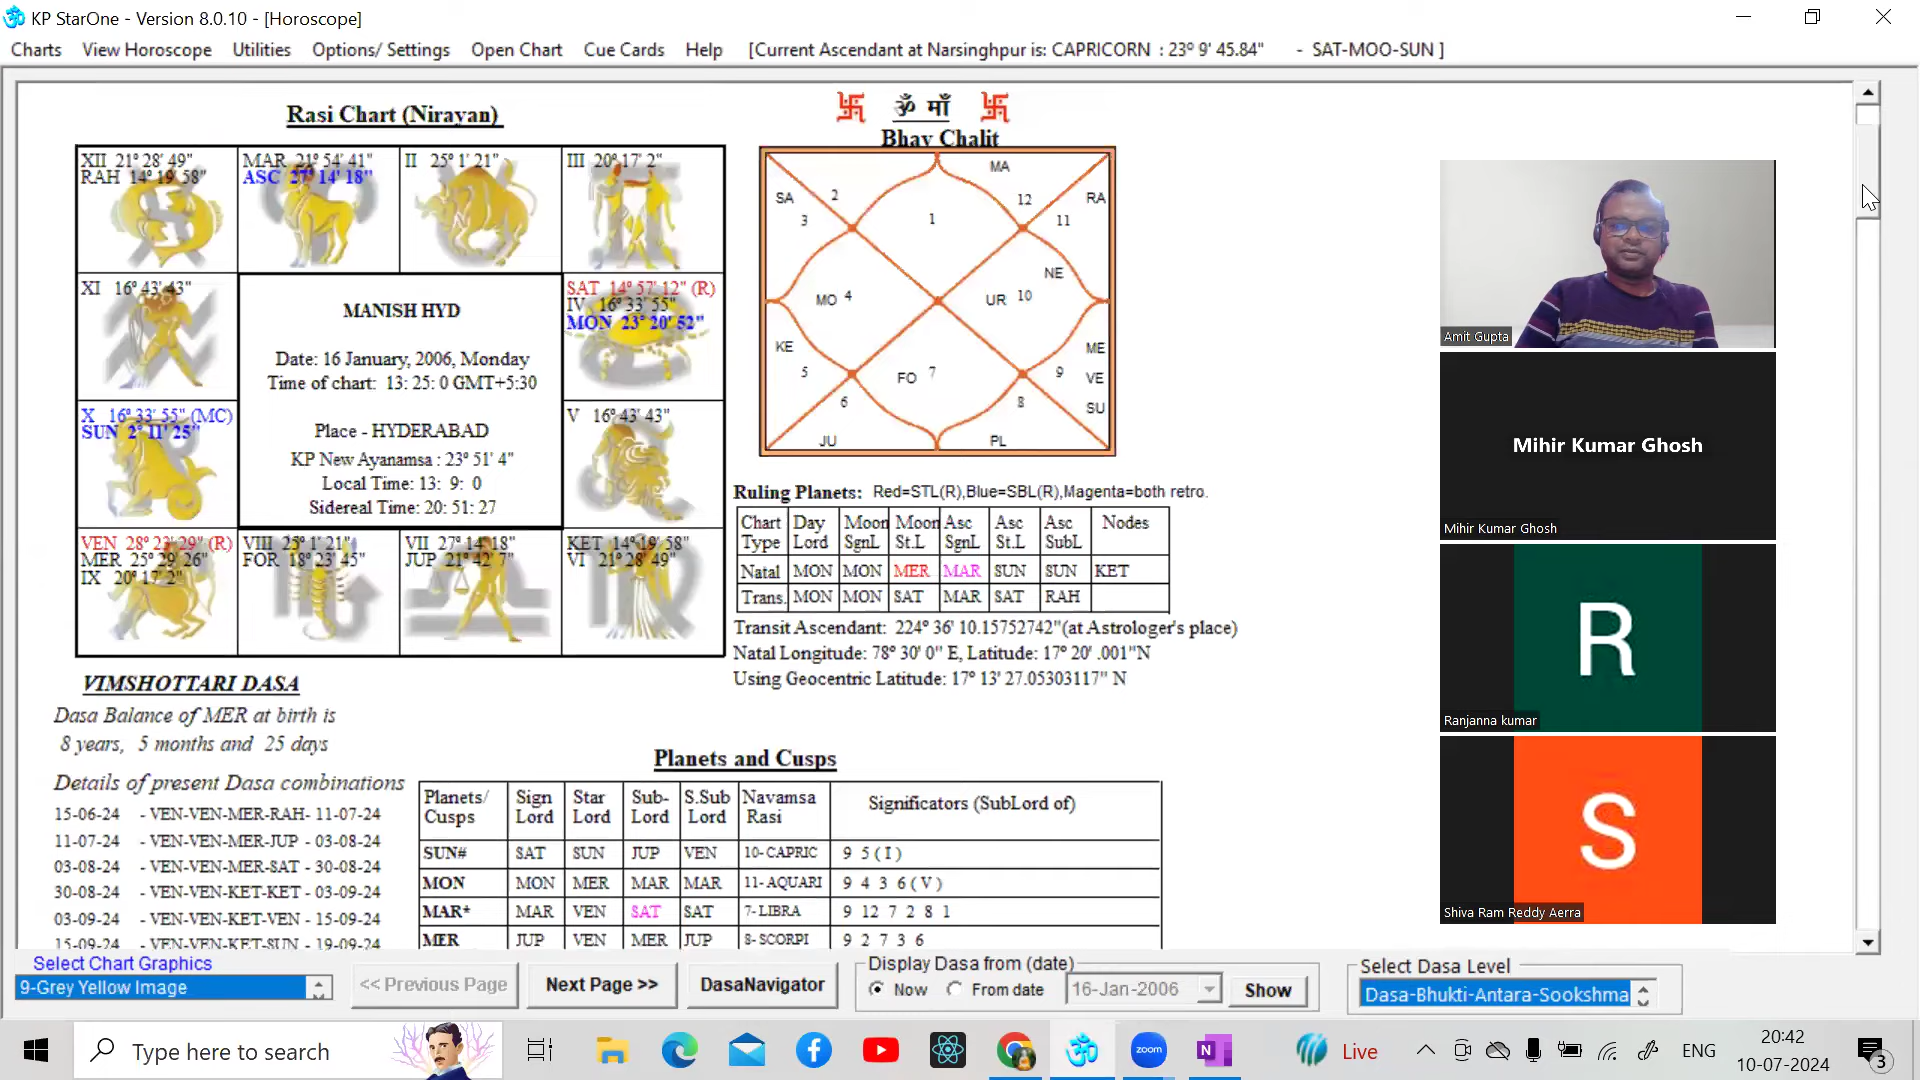 KP StarOne - Version 8.0.10 - [Horoscope]
Charts View Horoscope Utilities Options/ Settings Open Chart Cue Cards Help [Current Ascendant at Narsinghpur is: CAPRICORN : 23° 9' 45.84" - SAT-MOO-SUN ]
Rasi Chart (Nirayan)
XII 21° 28' 49"
RAH 14° 19' 58"
MAR 21° 54' 41"
ASC 27° 14' 18"
II 25° 1' 21"
III 20° 17' 2"
XI 16° 43' 43"
SAT 14° 57' 12" (R)
IV 16° 33' 55"
MON 23° 20' 52"
MANISH HYD
Date: 16 January, 2006, Monday
Time of chart: 13: 25: 0 GMT+5:30
Place - HYDERABAD
KP New Ayanamsa : 23° 51' 4"
Local Time: 13: 9: 0
Sidereal Time: 20: 51: 27
X 16° 33' 55" (MC)
SUN 2° 11' 25"
V 16° 43' 43"
VEN 28° 23' 29" (R)
MER 25° 29' 26"
IX 20° 17' 2"
VIII 25° 1' 21"
FOR 18° 23' 45"
VII 27° 14' 18"
JUP 21° 42' 7"
KET 14° 19' 58"
VI 21° 28' 49"
卐 ॐ माँ 卐
Bhav Chalit
MA
SA 2 12 RA
3 1 11
NE
MO 4 UR 10
KE ME
5 FO 7 9 VE
6 8 SU
JU PL
Ruling Planets: Red=STL(R),Blue=SBL(R),Magenta=both retro.
Chart Type Day Lord Moon SgnL Moon St.L Asc SgnL Asc St.L Asc SubL Nodes
Natal MON MON MER MAR SUN SUN KET
Trans. MON MON SAT MAR SAT RAH
Transit Ascendant: 224° 36' 10.15752742"(at Astrologer's place)
Natal Longitude: 78° 30' 0" E, Latitude: 17° 20' .001"N
Using Geocentric Latitude: 17° 13' 27.05303117" N
VIMSHOTTARI DASA
Dasa Balance of MER at birth is
8 years, 5 months and 25 days
Details of present Dasa combinations
15-06-24 - VEN-VEN-MER-RAH- 11-07-24
11-07-24 - VEN-VEN-MER-JUP - 03-08-24
03-08-24 - VEN-VEN-MER-SAT - 30-08-24
30-08-24 - VEN-VEN-KET-KET - 03-09-24
03-09-24 - VEN-VEN-KET-VEN - 15-09-24
15-09-24 - VEN-VEN-KET-SUN - 19-09-24
Planets and Cusps
Planets/ Cusps Sign Lord Star Lord Sub-Lord S.Sub Lord Navamsa Rasi Significators (SubLord of)
SUN# SAT SUN JUP VEN 10-CAPRIC 9 5 ( I )
MON MON MER MAR MAR 11-AQUARI 9 4 3 6 ( V )
MAR* MAR VEN SAT SAT 7-LIBRA 9 12 7 2 8 1
MER JUP VEN MER JUP 8-SCORPI 9 2 7 3 6
Amit Gupta
Mihir Kumar Ghosh
Mihir Kumar Ghosh
R
Ranjanna kumar
S
Shiva Ram Reddy Aerra
Select Chart Graphics
9-Grey Yellow Image
<< Previous Page
Next Page >>
DasaNavigator
Display Dasa from (date)
Now From date 16-Jan-2006 Show
Select Dasa Level
Dasa-Bhukti-Antara-Sookshma
Type here to search
zoom
N
Live
ENG
20:42
10-07-2024
3